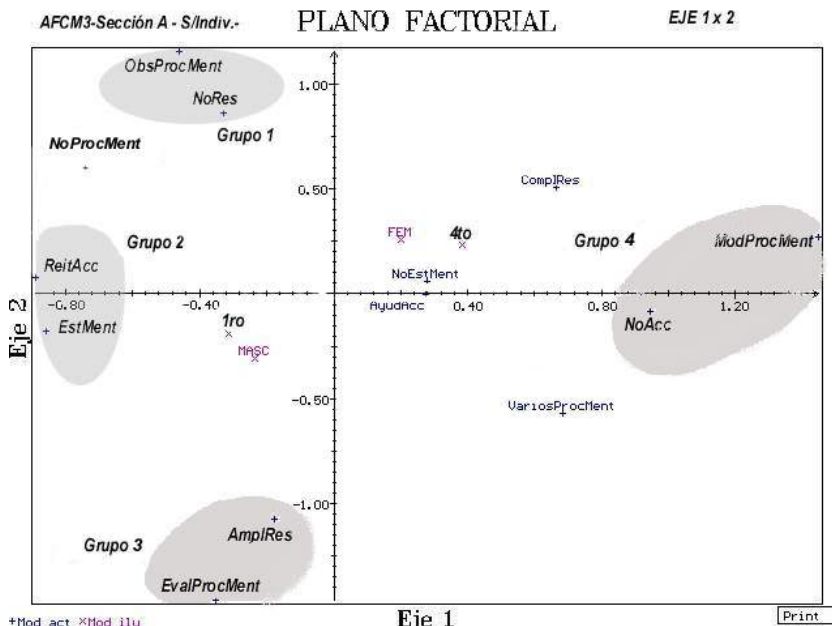 AFCM3-Sección A - S/Indiv.-
PLANO FACTORIAL
EJE 1 x 2
ObsProcMent
1.00
NoRes
Grupo 1
NoProcMent
ComplRes
0.50
FEM
4to
Grupo 4
ModProcMent
Grupo 2
ReitAcc
NoEstMent
-0.80
-0.40
AyudAcc
0.40
0.80
1.20
EstMent
1ro
NoAcc
Eje 2
MASC
-0.50
VariosProcMent
-1.00
AmplRes
Grupo 3
EvalProcMent
+Mod act ×Mod ilu
Eje 1
Print